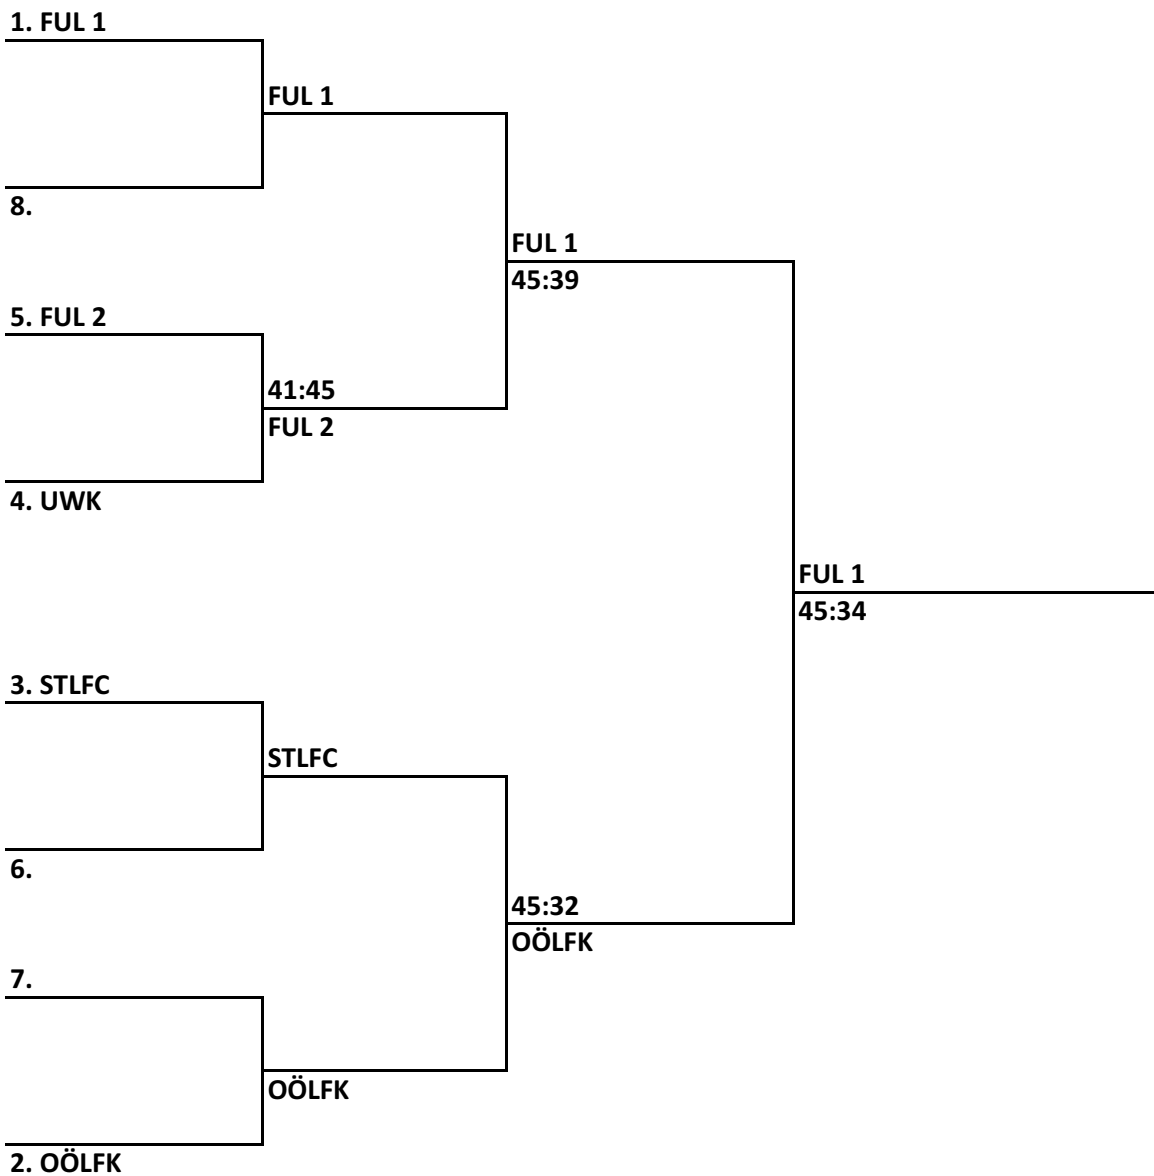 1. FUL 1
FUL 1
8.
FUL 1
45:39
5. FUL 2
41:45
FUL 2
4. UWK
FUL 1
45:34
3. STLFC
STLFC
6.
45:32
OÖLFK
7.
OÖLFK
2. OÖLFK